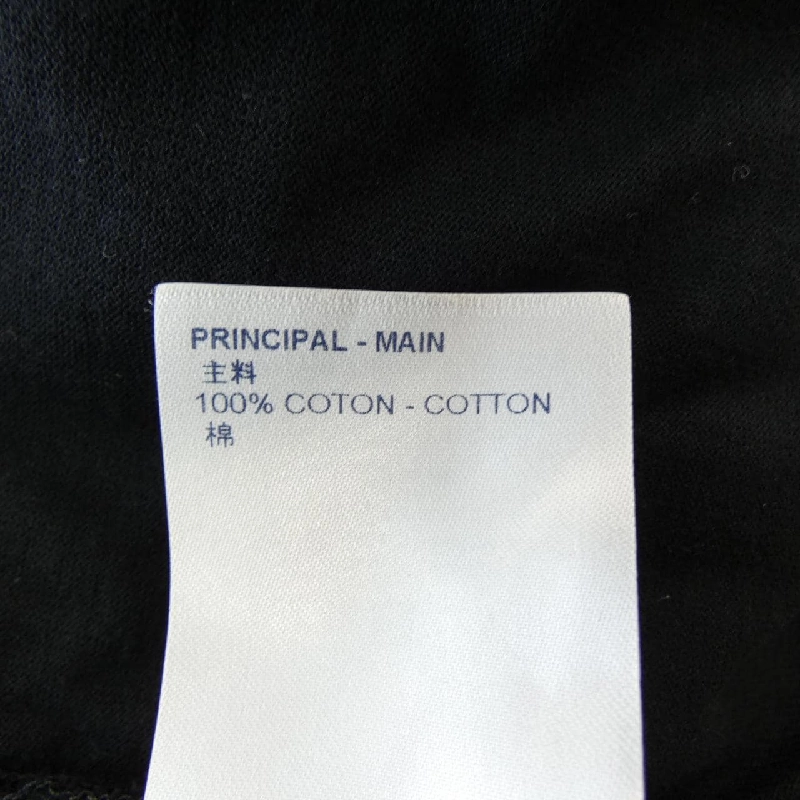 PRINCIPAL - MAIN
主料
100% COTON - COTTON
棉